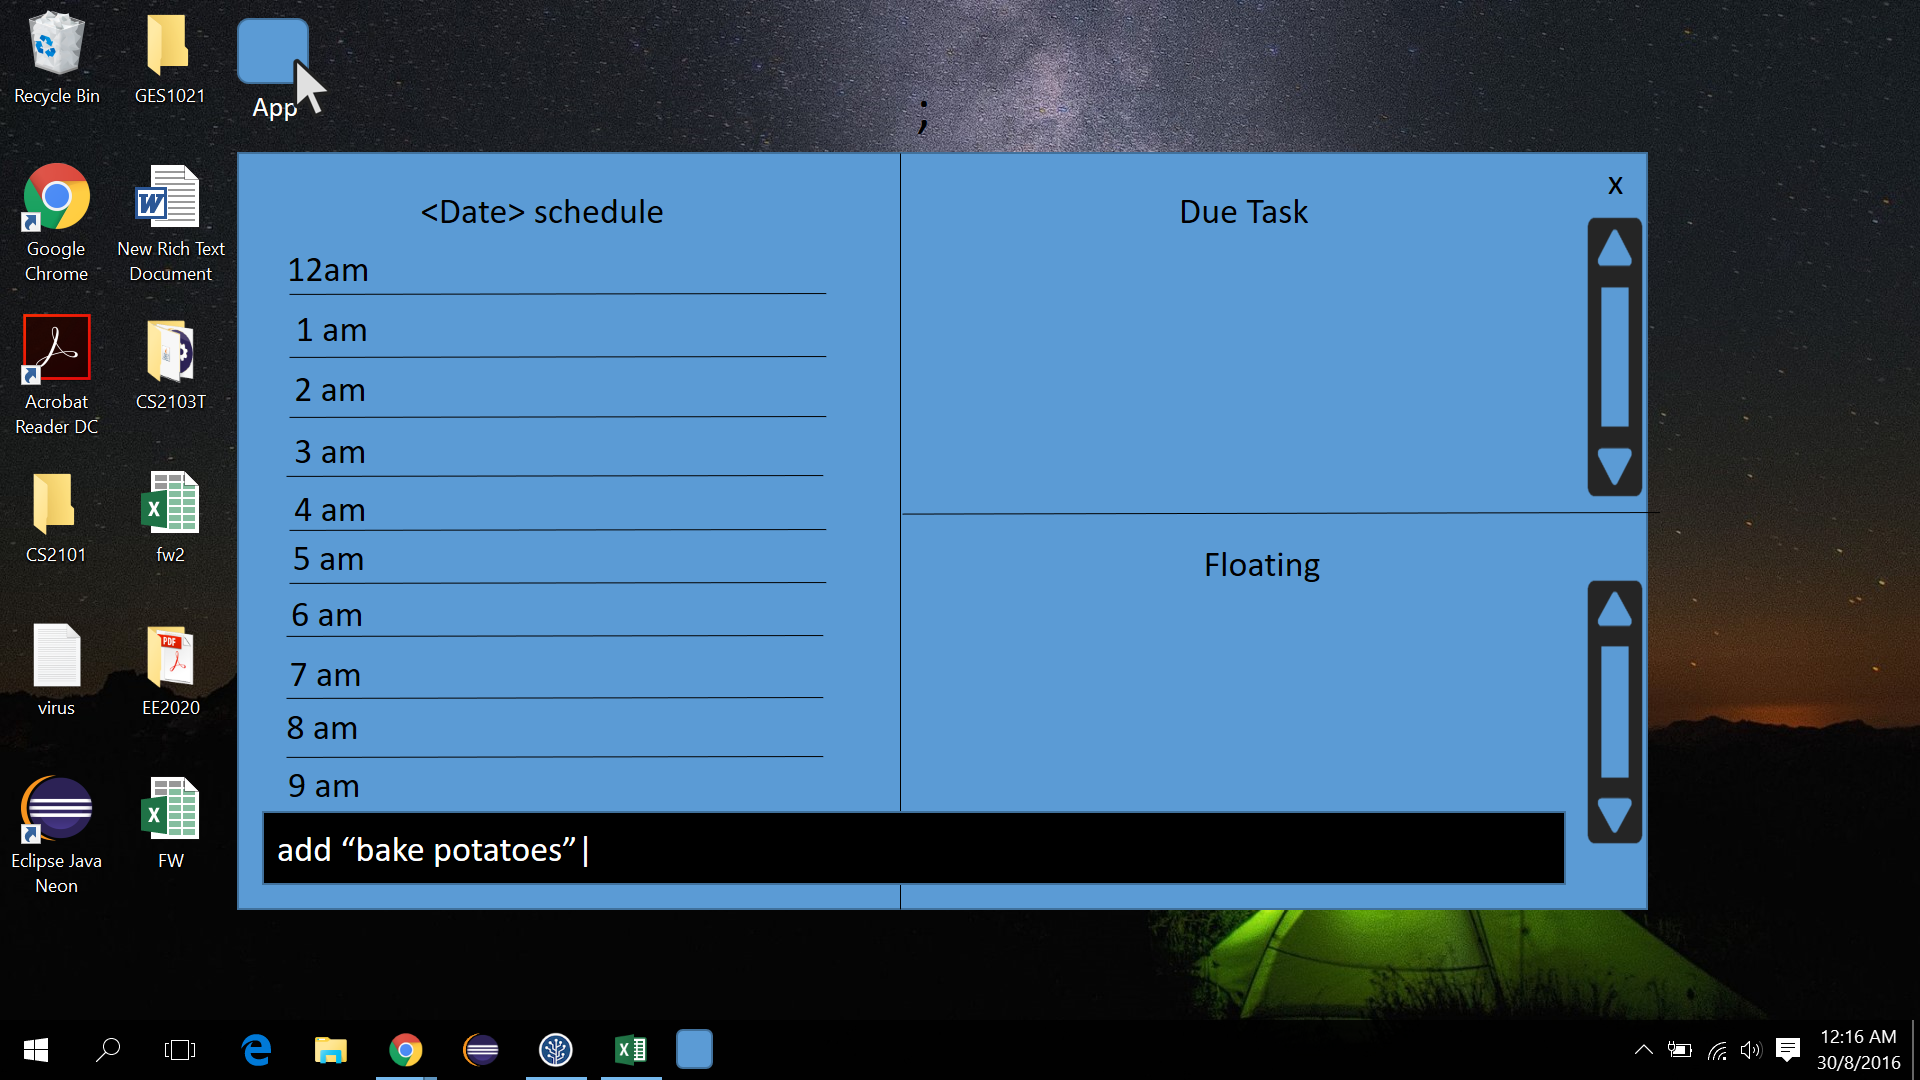 Recycle Bin
GES1021
App
;
Google
Chrome
New Rich Text
Document
Acrobat
Reader DC
CS2103T
CS2101
fw2
virus
EE2020
PDF
Eclipse Java
Neon
FW
x
<Date> schedule
12am
1 am
2 am
3 am
4 am
5 am
6 am
7 am
8 am
9 am
Due Task
Floating
add “bake potatoes”|
12:16 AM
30/8/2016